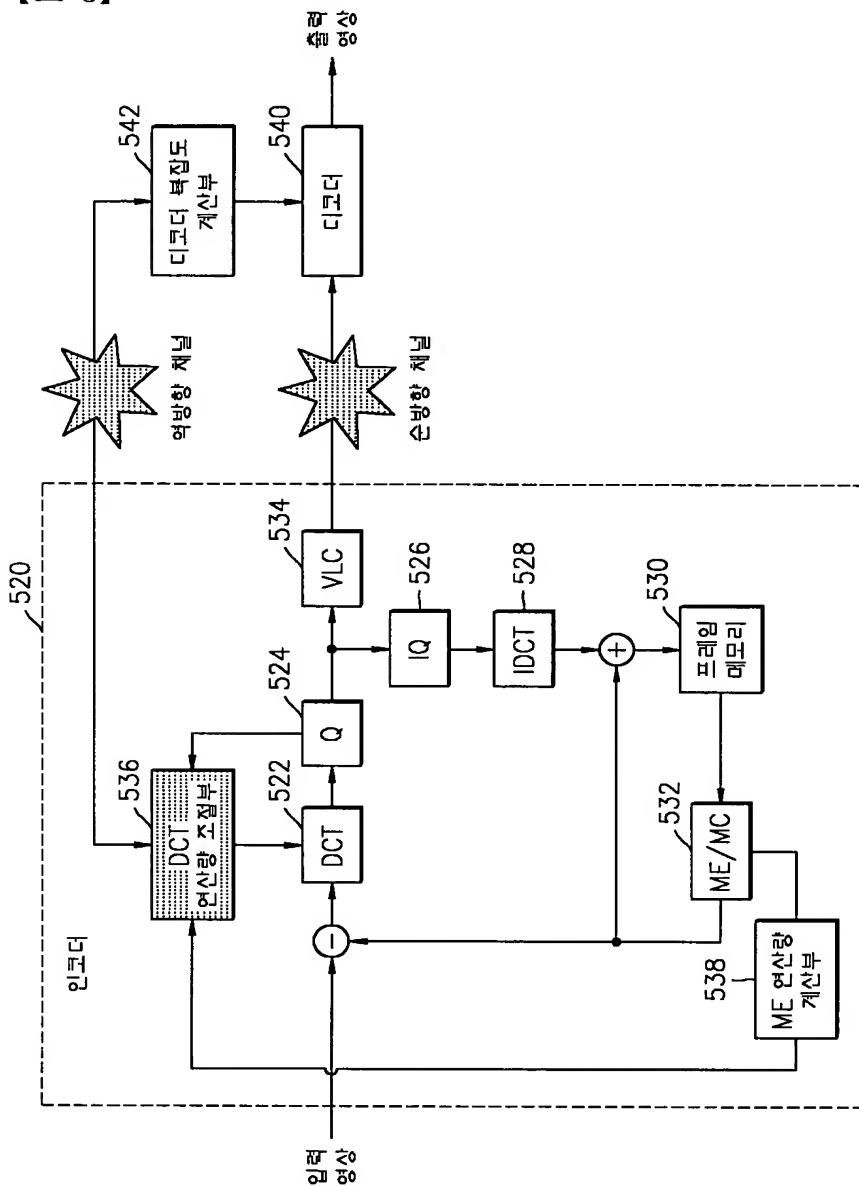 520
인코더
536
DCT
연산량 조절부
524
Q
534
VLC
522
DCT
526
IQ
528
IDCT
530
프레임
메모리
532
ME/MC
538
ME 연산량
계산부
입력
영상
-
+
역방향 채널
순방향 채널
542
디코더 복잡도
계산부
540
디코더
출력
영상